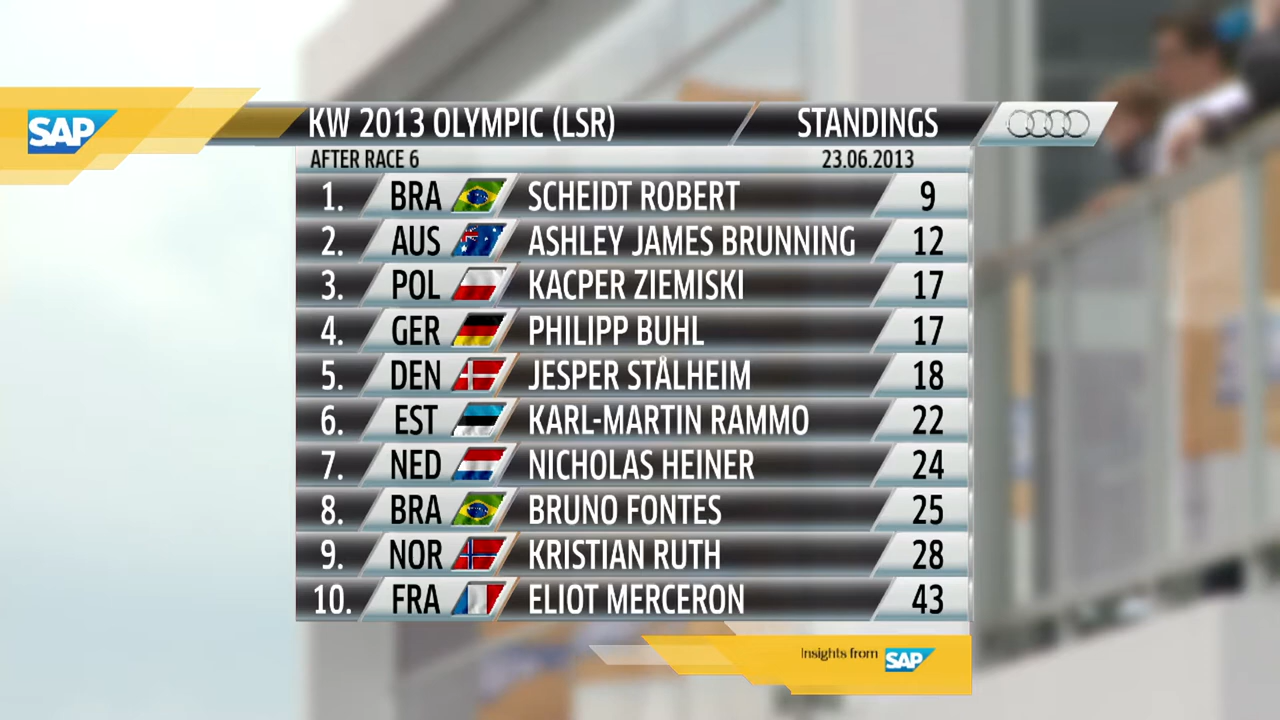 SAP
KW 2013 OLYMPIC (LSR) STANDINGS
AFTER RACE 6 23.06.2013
1. BRA SCHEIDT ROBERT 9
2. AUS ASHLEY JAMES BRUNNING 12
3. POL KACPER ZIEMISKI 17
4. GER PHILIPP BUHL 17
5. DEN JESPER STÅLHEIM 18
6. EST KARL-MARTIN RAMMO 22
7. NED NICHOLAS HEINER 24
8. BRA BRUNO FONTES 25
9. NOR KRISTIAN RUTH 28
10. FRA ELIOT MERCERON 43
Insights from SAP